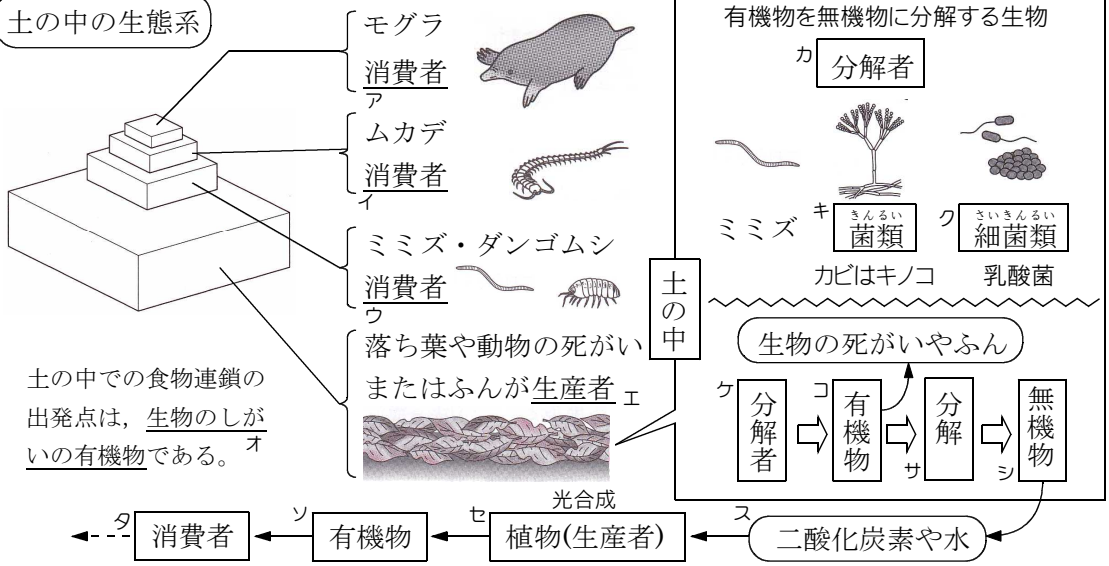 土の中の生態系
モグラ
消費者
ア
ムカデ
消費者
イ
ミミズ・ダンゴムシ
消費者
ウ
落ち葉や動物の死がい
またはふんが生産者
エ
土の中での食物連鎖の
出発点は，生物のしが
いの有機物である。
オ
土の中
有機物を無機物に分解する生物
カ
分解者
ミミズ
キ
きんるい
菌類
カビはキノコ
ク
さいきんるい
細菌類
乳酸菌
生物の死がいやふん
ケ
分解者
コ
有機物
サ
分解
シ
無機物
二酸化炭素や水
ス
光合成
植物(生産者)
セ
有機物
ソ
消費者
タ